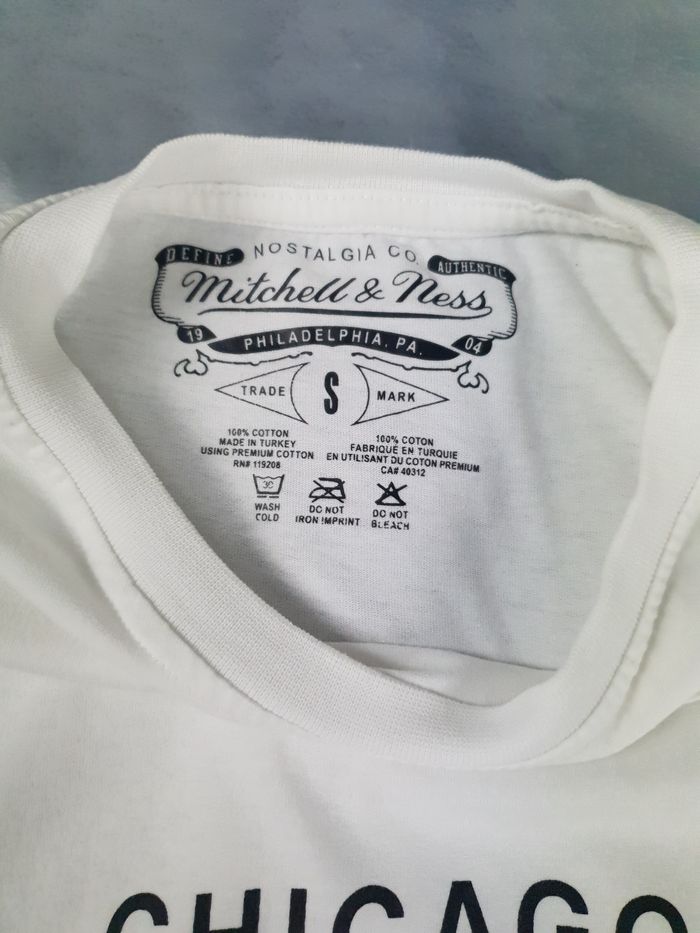 DEFINE NOSTALGIA CO. AUTHENTIC
Mitchell & Ness
19 PHILADELPHIA, PA. 04
TRADE S MARK
100% COTTON
MADE IN TURKEY
USING PREMIUM COTTON
RN# 119208
100% COTON
FABRIQUÉ EN TURQUIE
EN UTILISANT DU COTON PREMIUM
CA# 40312
30
WASH
COLD
DO NOT
IRON IMPRINT
DO NOT
BLEACH
CHICAGO